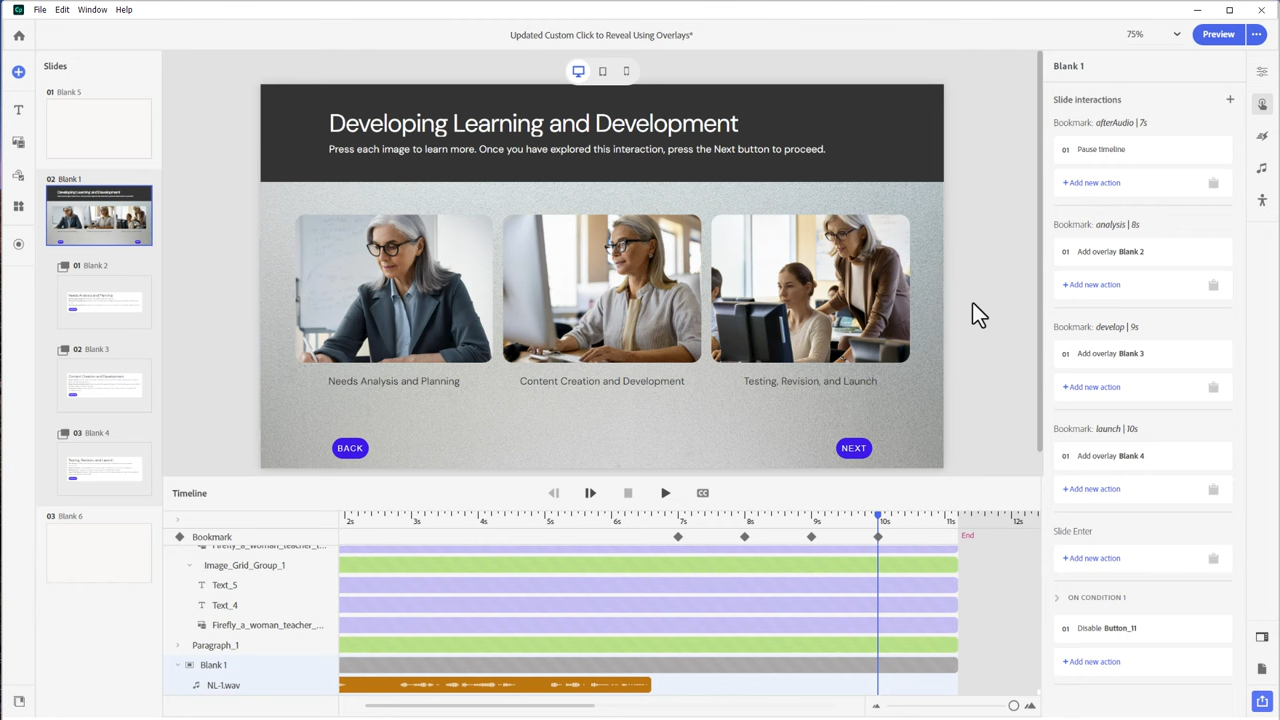 Cp File Edit Window Help
Updated Custom Click to Reveal Using Overlays*
75%
Preview
Slides
01 Blank 5
02 Blank 1
01 Blank 2
02 Blank 3
03 Blank 4
03 Blank 6
Developing Learning and Development
Press each image to learn more. Once you have explored this interaction, press the Next button to proceed.
Needs Analysis and Planning
Content Creation and Development
Testing, Revision, and Launch
BACK
NEXT
Timeline
CC
2s 3s 4s 5s 6s 7s 8s 9s 10s 11s 12s
Bookmark
End
Firefly_a_woman_teacher_t...
Image_Grid_Group_1
Text_5
Text_4
Firefly_a_woman_teacher_...
Paragraph_1
Blank 1
NL-1.wav
Blank 1
Slide interactions
Bookmark: afterAudio | 7s
01 Pause timeline
+ Add new action
Bookmark: analysis | 8s
01 Add overlay Blank 2
+ Add new action
Bookmark: develop | 9s
01 Add overlay Blank 3
+ Add new action
Bookmark: launch | 10s
01 Add overlay Blank 4
+ Add new action
Slide Enter
+ Add new action
ON CONDITION 1
01 Disable Button_11
+ Add new action